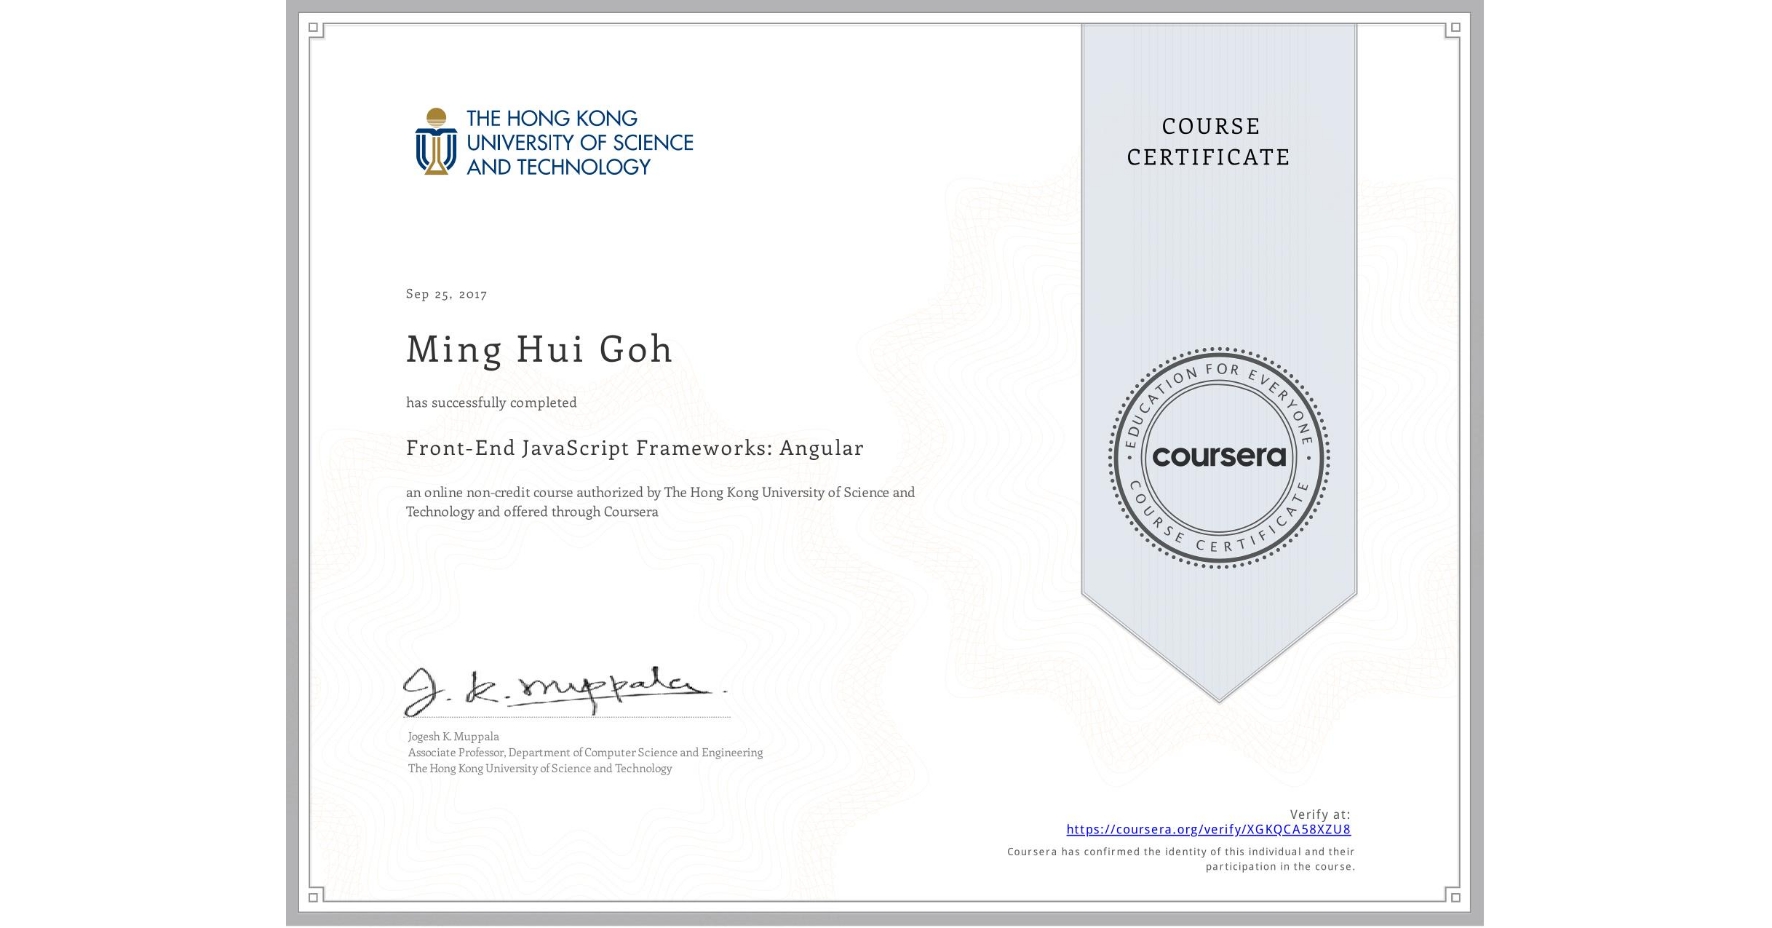 THE HONG KONG
UNIVERSITY OF SCIENCE
AND TECHNOLOGY
COURSE
CERTIFICATE
Sep 25, 2017
Ming Hui Goh
has successfully completed
Front-End JavaScript Frameworks: Angular
an online non-credit course authorized by The Hong Kong University of Science and
Technology and offered through Coursera
EDUCATION FOR EVERYONE
coursera
COURSE CERTIFICATE
J. K. Muppala
Jogesh K. Muppala
Associate Professor, Department of Computer Science and Engineering
The Hong Kong University of Science and Technology
Verify at:
https://coursera.org/verify/XGKQCA58XZU8
Coursera has confirmed the identity of this individual and their
participation in the course.